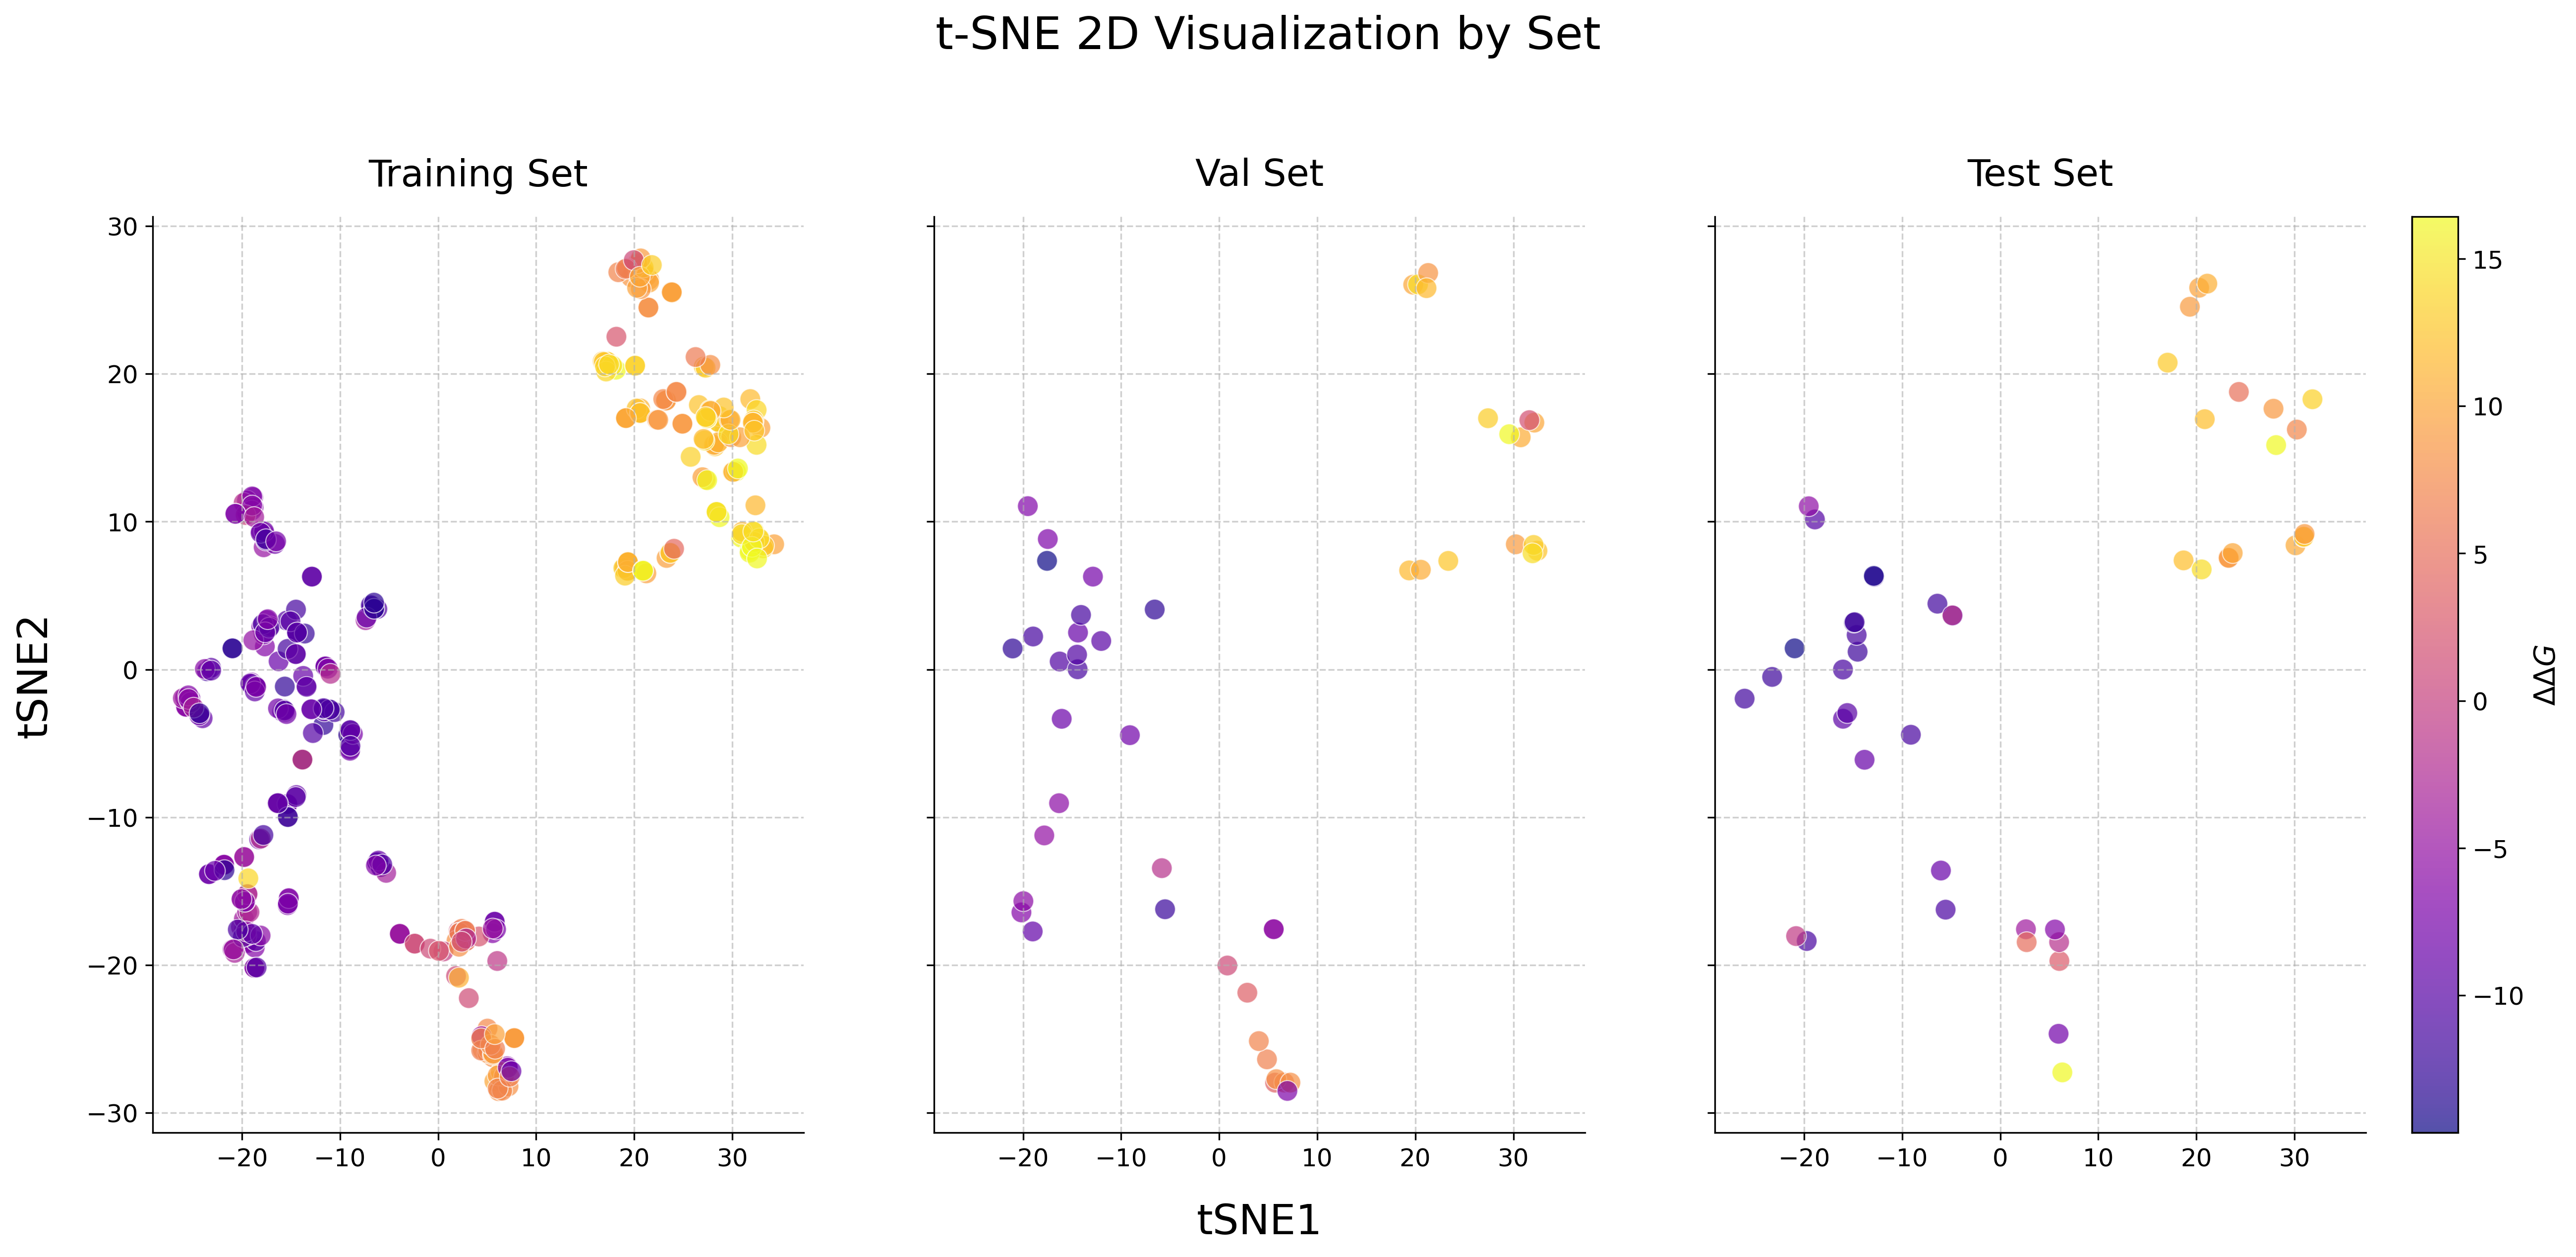 t-SNE 2D Visualization by Set
Training Set
Val Set
Test Set
30
20
10
0
−10
−20
−30
tSNE2
−20 −10 0 10 20 30
−20 −10 0 10 20 30
−20 −10 0 10 20 30
tSNE1
15
10
5
0
−5
−10
ΔΔG